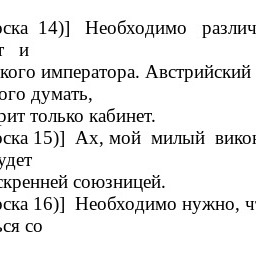 оска 14)] Необходимо различ
т и
кого императора. Австрийский
ого думать,
рит только кабинет.
оска 15)] Ах, мой милый вико
удет
скренней союзницей.
оска 16)] Необходимо нужно, ч
ься со